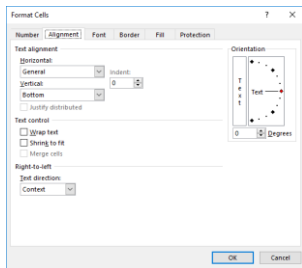 Format Cells ? X
Number Alignment Font Border Fill Protection
Text alignment Orientation
Horizontal:
General Indent:
Vertical: 0
Bottom
Justify distributed
Text
Text
Text control
Wrap text
Shrink to fit
0 Degrees
Merge cells
Right-to-left
Text direction:
Context
OK Cancel